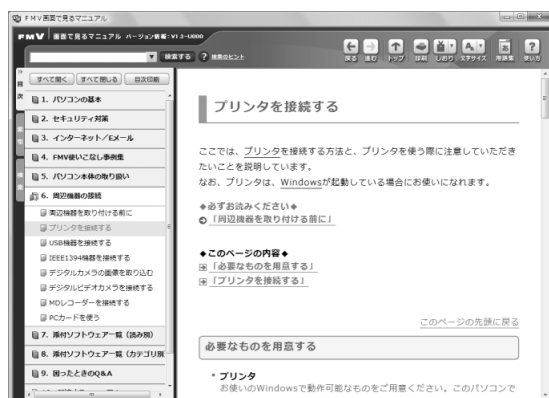 FMV画面で見るマニュアル
FMV 画面で見るマニュアル バージョン情報:V13-U000
検索する ? 検索のヒント
戻る 進む トップ 印刷 しおり 文字サイズ 用語集 使い方
目次
すべて開く すべて閉じる 目次印刷
1. パソコンの基本
2. セキュリティ対策
3. インターネット/Eメール
4. FMV使いこなし事例集
5. パソコン本体の取り扱い
6. 周辺機器の接続
周辺機器を取り付ける前に
プリンタを接続する
USB機器を接続する
IEEE1394機器を接続する
デジタルカメラの画像を取り込む
デジタルビデオカメラを接続する
MDレコーダーを接続する
PCカードを使う
7. 添付ソフトウェア一覧(読み別)
8. 添付ソフトウェア一覧(カテゴリ別
9. 困ったときのQ&A
プリンタを接続する
ここでは、プリンタを接続する方法と、プリンタを使う際に注意していただき
たいことを説明しています。
なお、プリンタは、Windowsが起動している場合にお使いになれます。
◆必ずお読みください◆
「周辺機器を取り付ける前に」
◆このページの内容◆
「必要なものを用意する」
「プリンタを接続する」
このページの先頭に戻る
必要なものを用意する
・プリンタ
お使いのWindowsで動作可能なものをご用意ください。このパソコンで